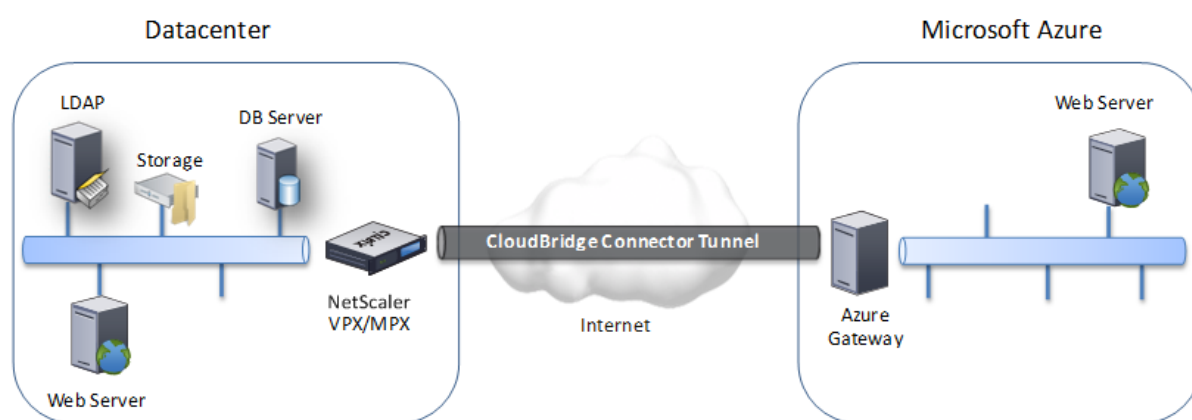 Datacenter
Microsoft Azure
LDAP
DB Server
Storage
Web Server
citrix
CloudBridge Connector Tunnel
NetScaler
VPX/MPX
Internet
Azure
Gateway
Web Server